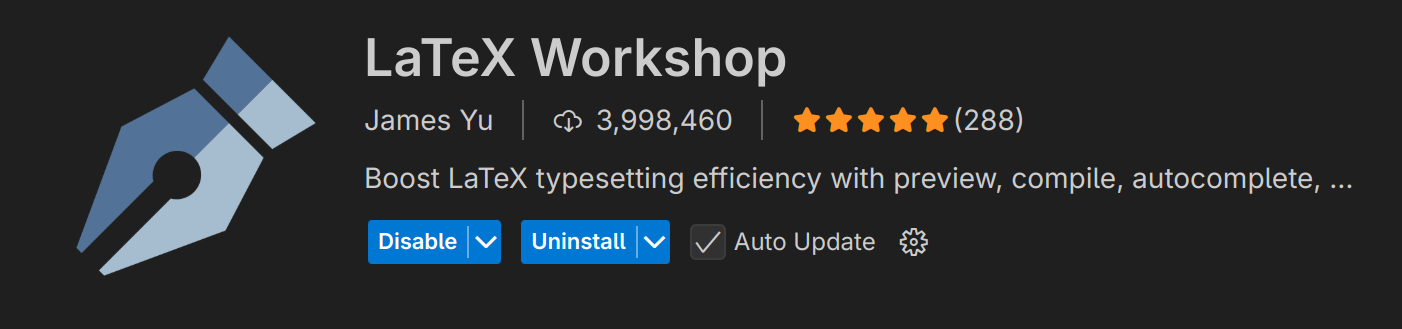 LaTeX Workshop
James Yu 3,998,460 (288)
Boost LaTeX typesetting efficiency with preview, compile, autocomplete, ...
Disable Uninstall Auto Update